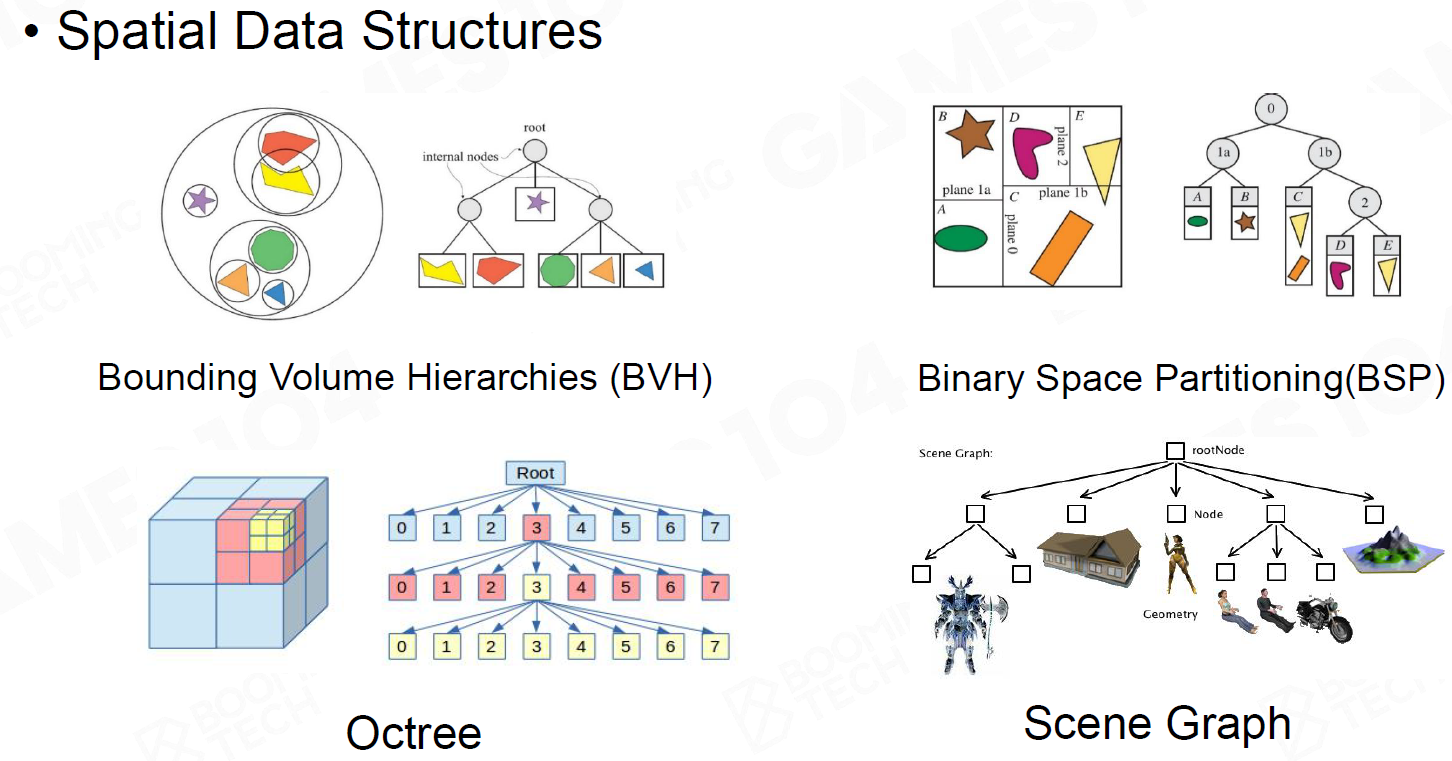 • Spatial Data Structures
root
internal nodes
Bounding Volume Hierarchies (BVH)
B
D
E
plane 2
plane 1a
C
plane 1b
A
plane 0
0
1a
1b
A
B
C
2
D
E
Binary Space Partitioning(BSP)
Root
0 1 2 3 4 5 6 7
0 1 2 3 4 5 6 7
0 1 2 3 4 5 6 7
Octree
Scene Graph:
rootNode
Node
Geometry
Scene Graph
GAMES104
BOOMING
TECH